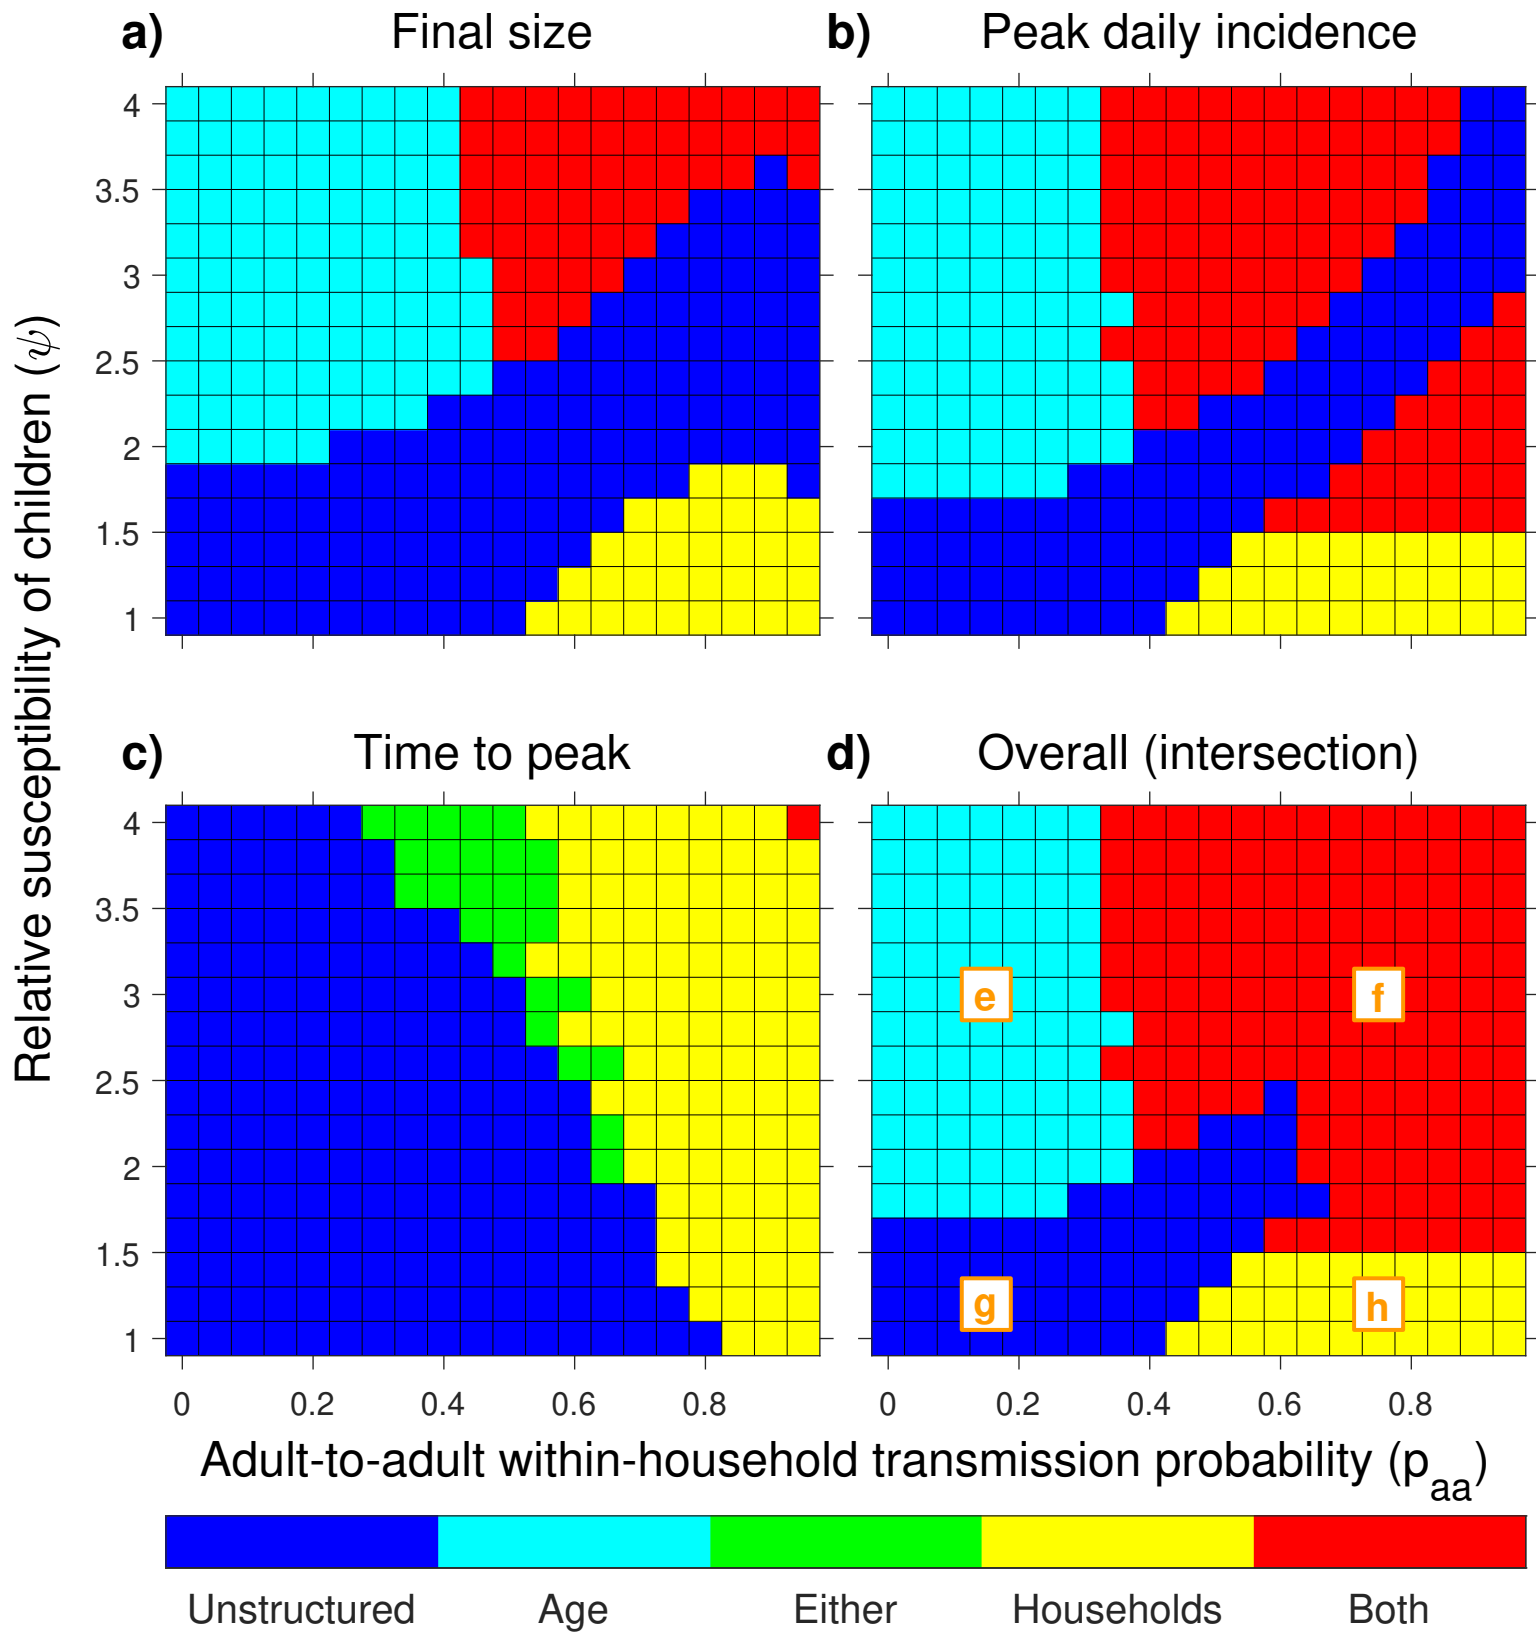 a) Final size
b) Peak daily incidence
4
3.5
3
2.5
2
1.5
1
Relative susceptibility of children (ψ)
c) Time to peak
d) Overall (intersection)
4
3.5
3
2.5
2
1.5
1
e
f
g
h
0 0.2 0.4 0.6 0.8
0 0.2 0.4 0.6 0.8
Adult-to-adult within-household transmission probability (p_aa)
Unstructured Age Either Households Both